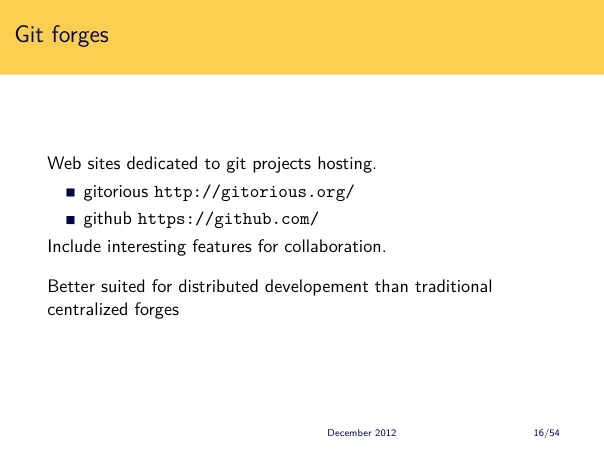 Git forges
Web sites dedicated to git projects hosting.
gitorious http://gitorious.org/
github https://github.com/
Include interesting features for collaboration.
Better suited for distributed developement than traditional
centralized forges
December 2012
16/54